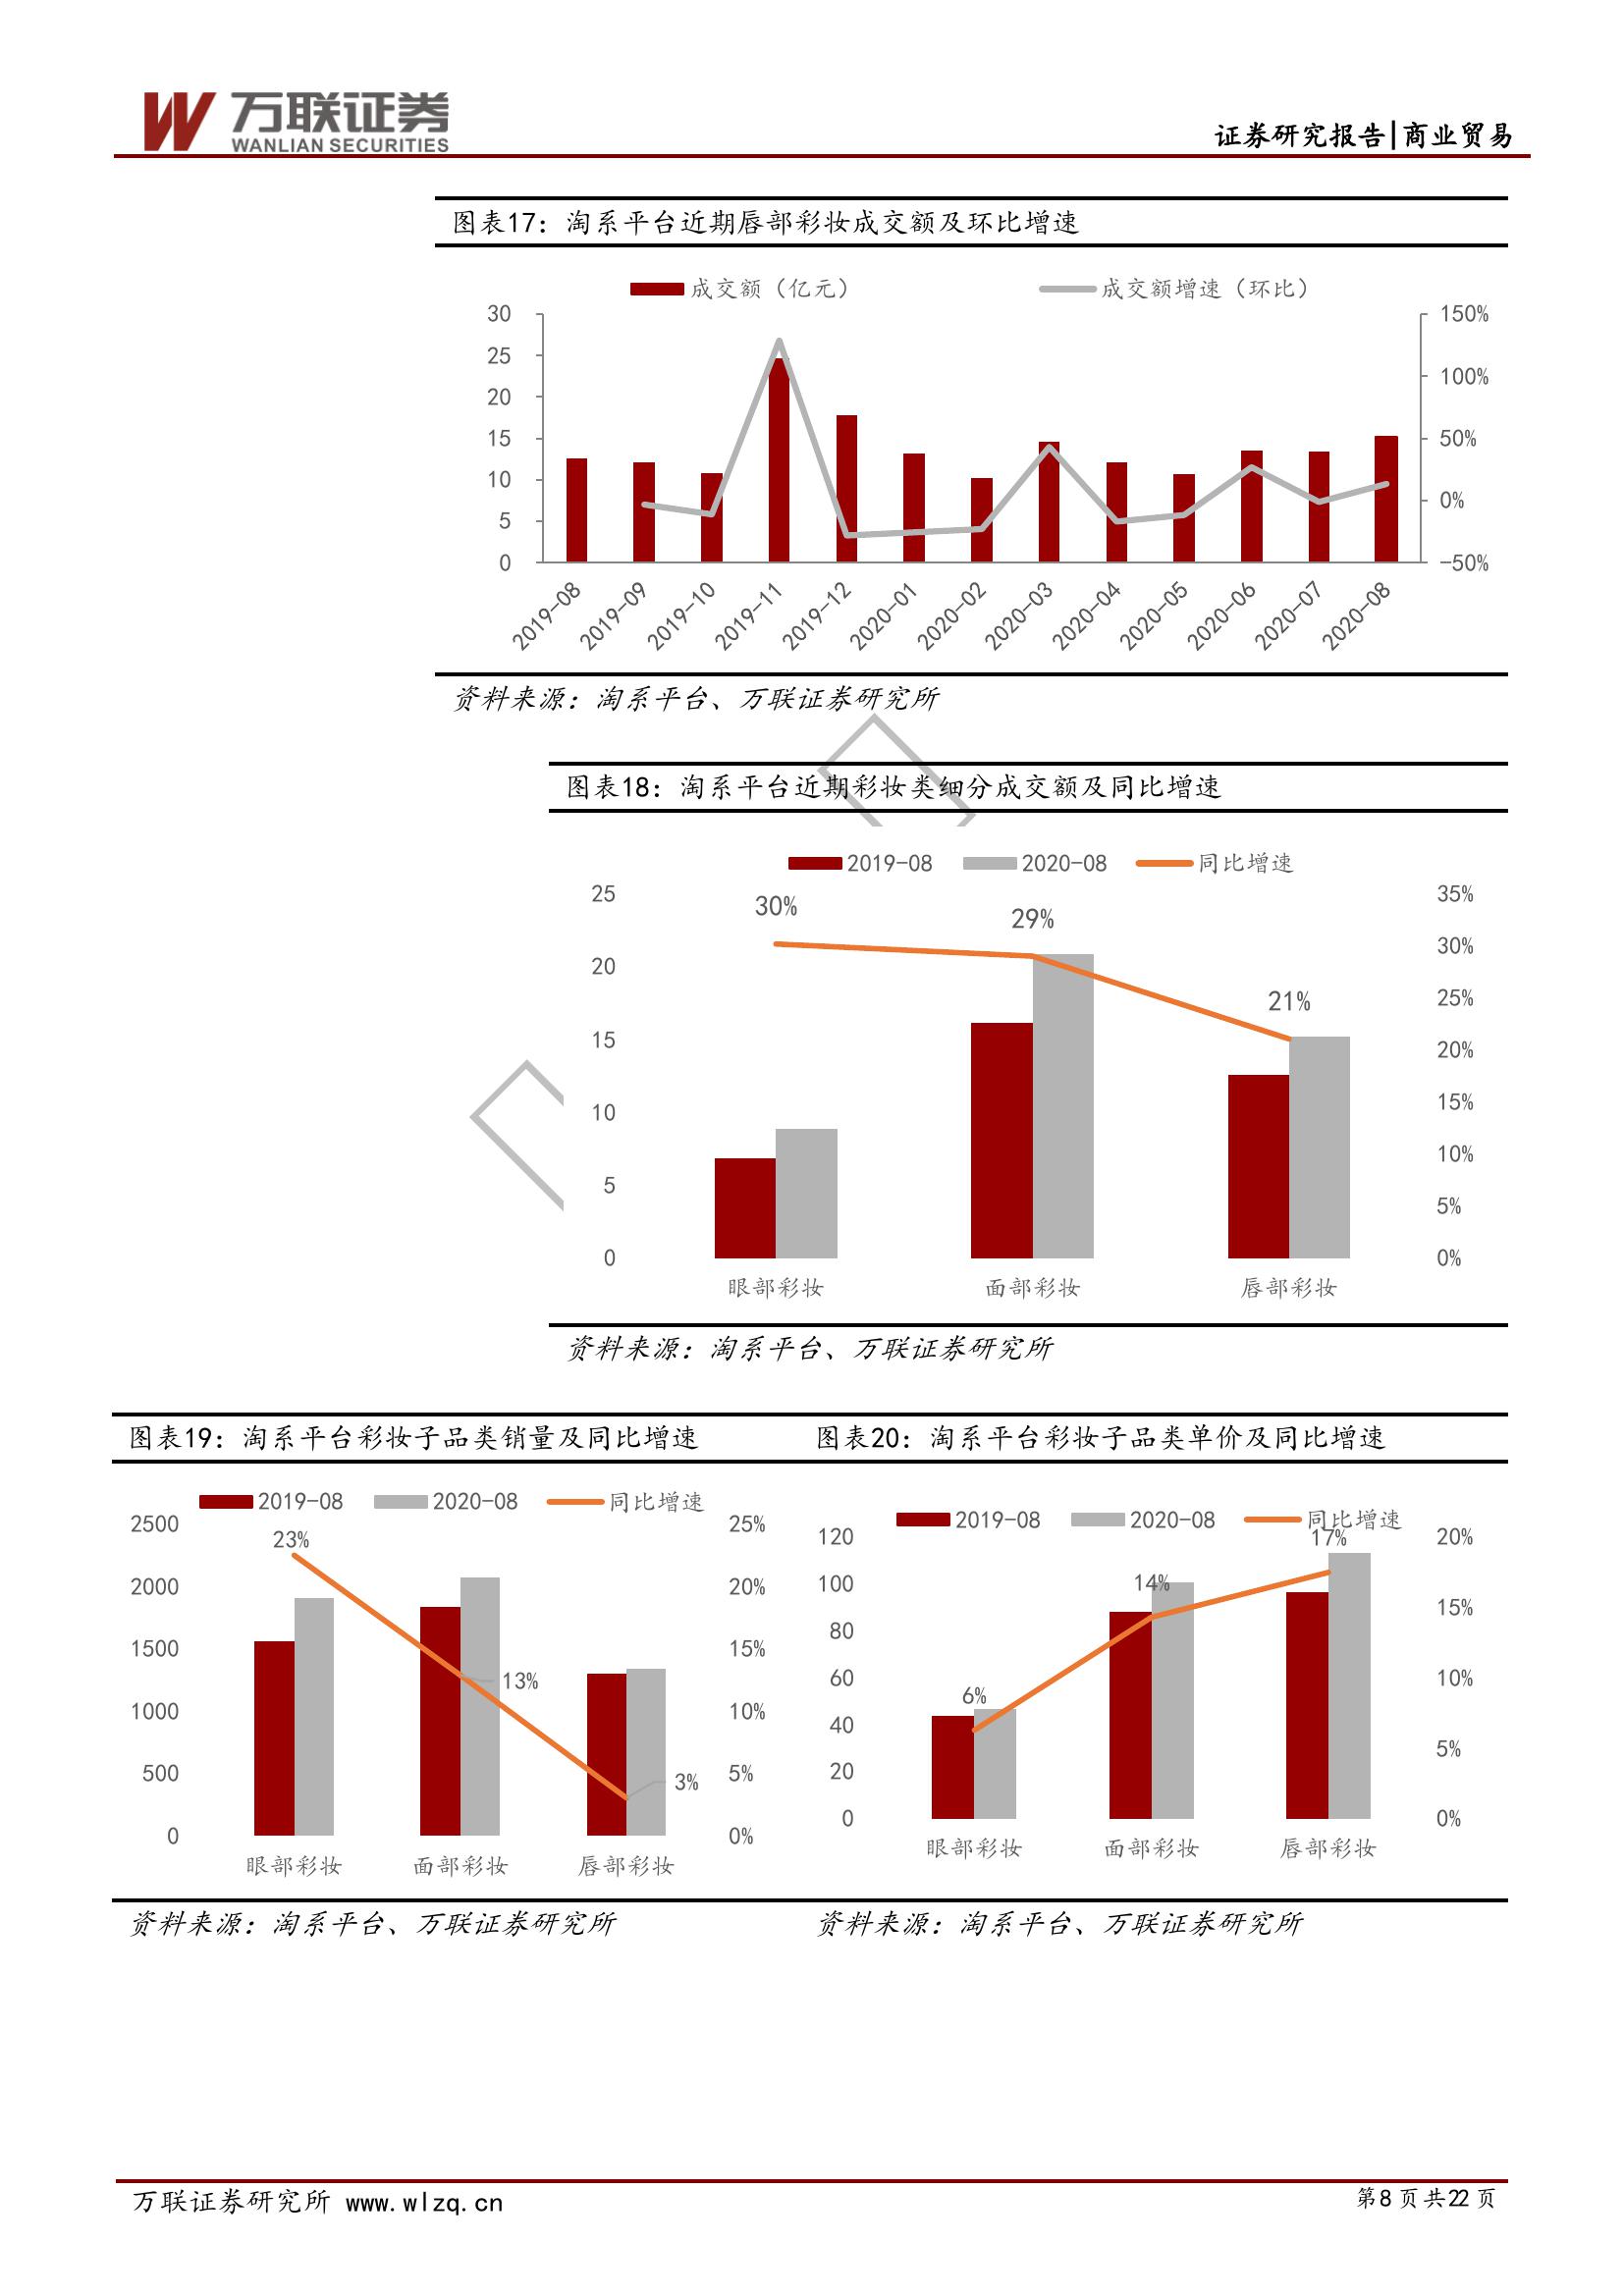 万联证券
WANLIAN SECURITIES
证券研究报告|商业贸易
图表17：淘系平台近期唇部彩妆成交额及环比增速
成交额（亿元） 成交额增速（环比）
30 150%
25
20 100%
15 50%
10 0%
5
0 -50%
2019-08 2019-09 2019-10 2019-11 2019-12 2020-01 2020-02 2020-03 2020-04 2020-05 2020-06 2020-07 2020-08
资料来源：淘系平台、万联证券研究所
图表18：淘系平台近期彩妆类细分成交额及同比增速
2019-08 2020-08 同比增速
25 35%
30% 29%
20 30%
25%
21%
15 20%
10 15%
10%
5 5%
0 0%
眼部彩妆 面部彩妆 唇部彩妆
资料来源：淘系平台、万联证券研究所
图表19：淘系平台彩妆子品类销量及同比增速
2019-08 2020-08 同比增速
2500 25%
23%
2000 20%
1500 15%
13%
1000 10%
500 5%
3%
0 0%
眼部彩妆 面部彩妆 唇部彩妆
资料来源：淘系平台、万联证券研究所
图表20：淘系平台彩妆子品类单价及同比增速
2019-08 2020-08 同比增速
120 17% 20%
100 14%
80 15%
60 10%
6%
40 5%
20
0 0%
眼部彩妆 面部彩妆 唇部彩妆
资料来源：淘系平台、万联证券研究所
万联证券研究所 www.wlzq.cn 第8页共22页